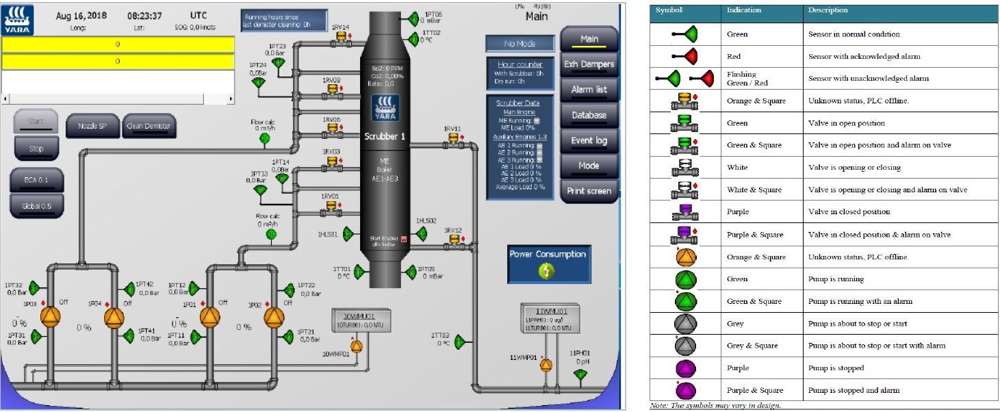 YARA
Aug 16, 2018
08:23:37
UTC
Long:
Lat:
SOG: 0,0 knots
0
0
Start
Stop
Nozzle SP
Clean Demister
ECA 0.1
Global 0.5
Running hours since
last demister cleaning: 0h
0% 493ms
Main
1PT06
0 mBar
1TT02
0 °C
1RV14
1PT23
0,0 Bar
1PT24
0,0Bar
1RV08
1RV06
Flow calc
0 m³/h
1RV03
1PT14
0,0Bar
1PT13
0,0 Bar
1RV01
Flow calc
0 m³/h
So2: 0 PPM
Co2: 0,00%
Ratio: 0,0
YARA
Scrubber 1
ME
Boiler
AE1-AE3
Start Enabler
dP: 0mBar
1HLS01
1HLS02
1RV11
1RV12
1TT01
0 °C
1PT05
0 mBar
No Mode
Hour counter
With Scrubber: 0h
Dry run: 0h
Scrubber Data
Main Engine
ME Running:
ME Load 0%
Auxiliary Engines 1-3
AE 1 Running:
AE 2 Running:
AE 3 Running:
AE 1 Load 0 %
AE 2 Load 0 %
AE 3 Load 0 %
Average Load 0 %
Main
Exh Dampers
Alarm list
Database
Event log
Mode
Print screen
Power Consumption
1PT32
0,0 Bar
1P03
Off
0 %
1PT31
0,0 Bar
1PT42
0,0 Bar
1P04
Off
0 %
1PT41
0,0 Bar
1PT12
0,0 Bar
1P01
Off
0 %
1PT11
0,0 Bar
1PT22
0,0 Bar
1P02
Off
0 %
1PT21
0,0 Bar
10WMU01
10TURB01: 0,0 NTU
10WMP01
1TT03
0 °C
11WMU01
11PAH01: 0 ug/l
11TURB01: 0,0 NTU
11WMP01
11PH01
0 pH
Symbol Indication Description
Green Sensor in normal condition
Red Sensor with acknowledged alarm
Flashing
Green / Red Sensor with unacknowledged alarm
Orange & Square Unknown status, PLC offline.
Green Valve in open position
Green & Square Valve in open position and alarm on valve
White Valve is opening or closing
White & Square Valve is opening or closing and alarm on valve
Purple Valve in closed position
Purple & Square Valve in closed position & alarm on valve
Orange & Square Unknown status, PLC offline.
Green Pump is running
Green & Square Pump is running with an alarm
Grey Pump is about to stop or start
Grey & Square Pump is about to stop or start with alarm
Purple Pump is stopped
Purple & Square Pump is stopped and alarm
Note: The symbols may vary in design.